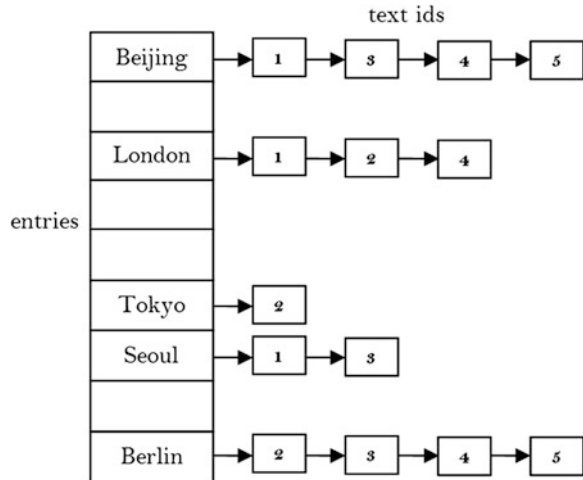 text ids
Beijing 1 3 4 5
London 1 2 4
entries
Tokyo 2
Seoul 1 3
Berlin 2 3 4 5